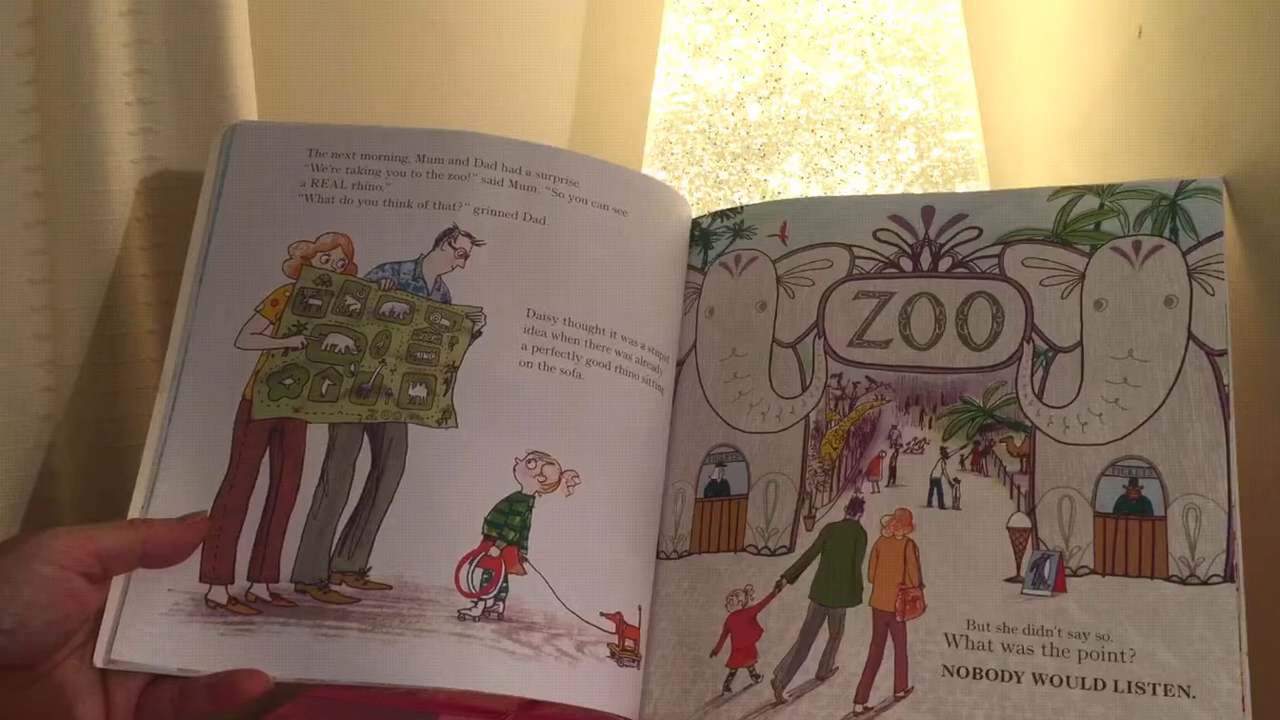 The next morning, Mum and Dad had a surprise.
"We're taking you to the zoo!" said Mum. "So you can see
a REAL rhino."
"What do you think of that?" grinned Dad.
Daisy thought it was a stupid
idea when there was already
a perfectly good rhino sitting
on the sofa.
ZOO
ZOO
TICKETS
TICKETS
But she didn't say so.
What was the point?
NOBODY WOULD LISTEN.